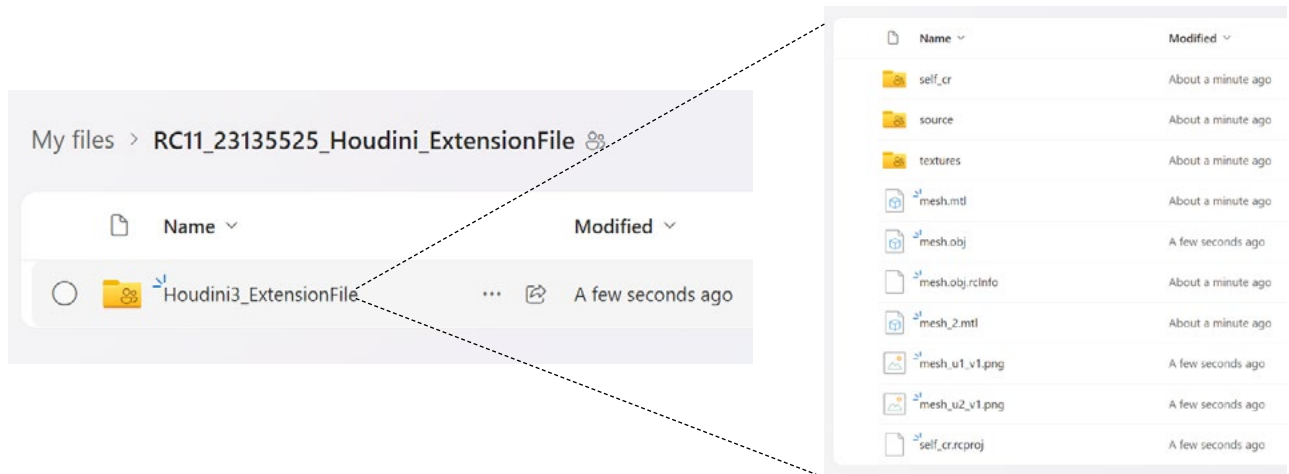 My files > RC11_23135525_Houdini_ExtensionFile
Name Modified
Houdini3_ExtensionFile ... A few seconds ago
Name Modified
self_cr About a minute ago
source About a minute ago
textures About a minute ago
mesh.mtl About a minute ago
mesh.obj A few seconds ago
mesh.obj.rcInfo About a minute ago
mesh_2.mtl About a minute ago
mesh_u1_v1.png A few seconds ago
mesh_u2_v1.png A few seconds ago
self_cr.rcproj A few seconds ago